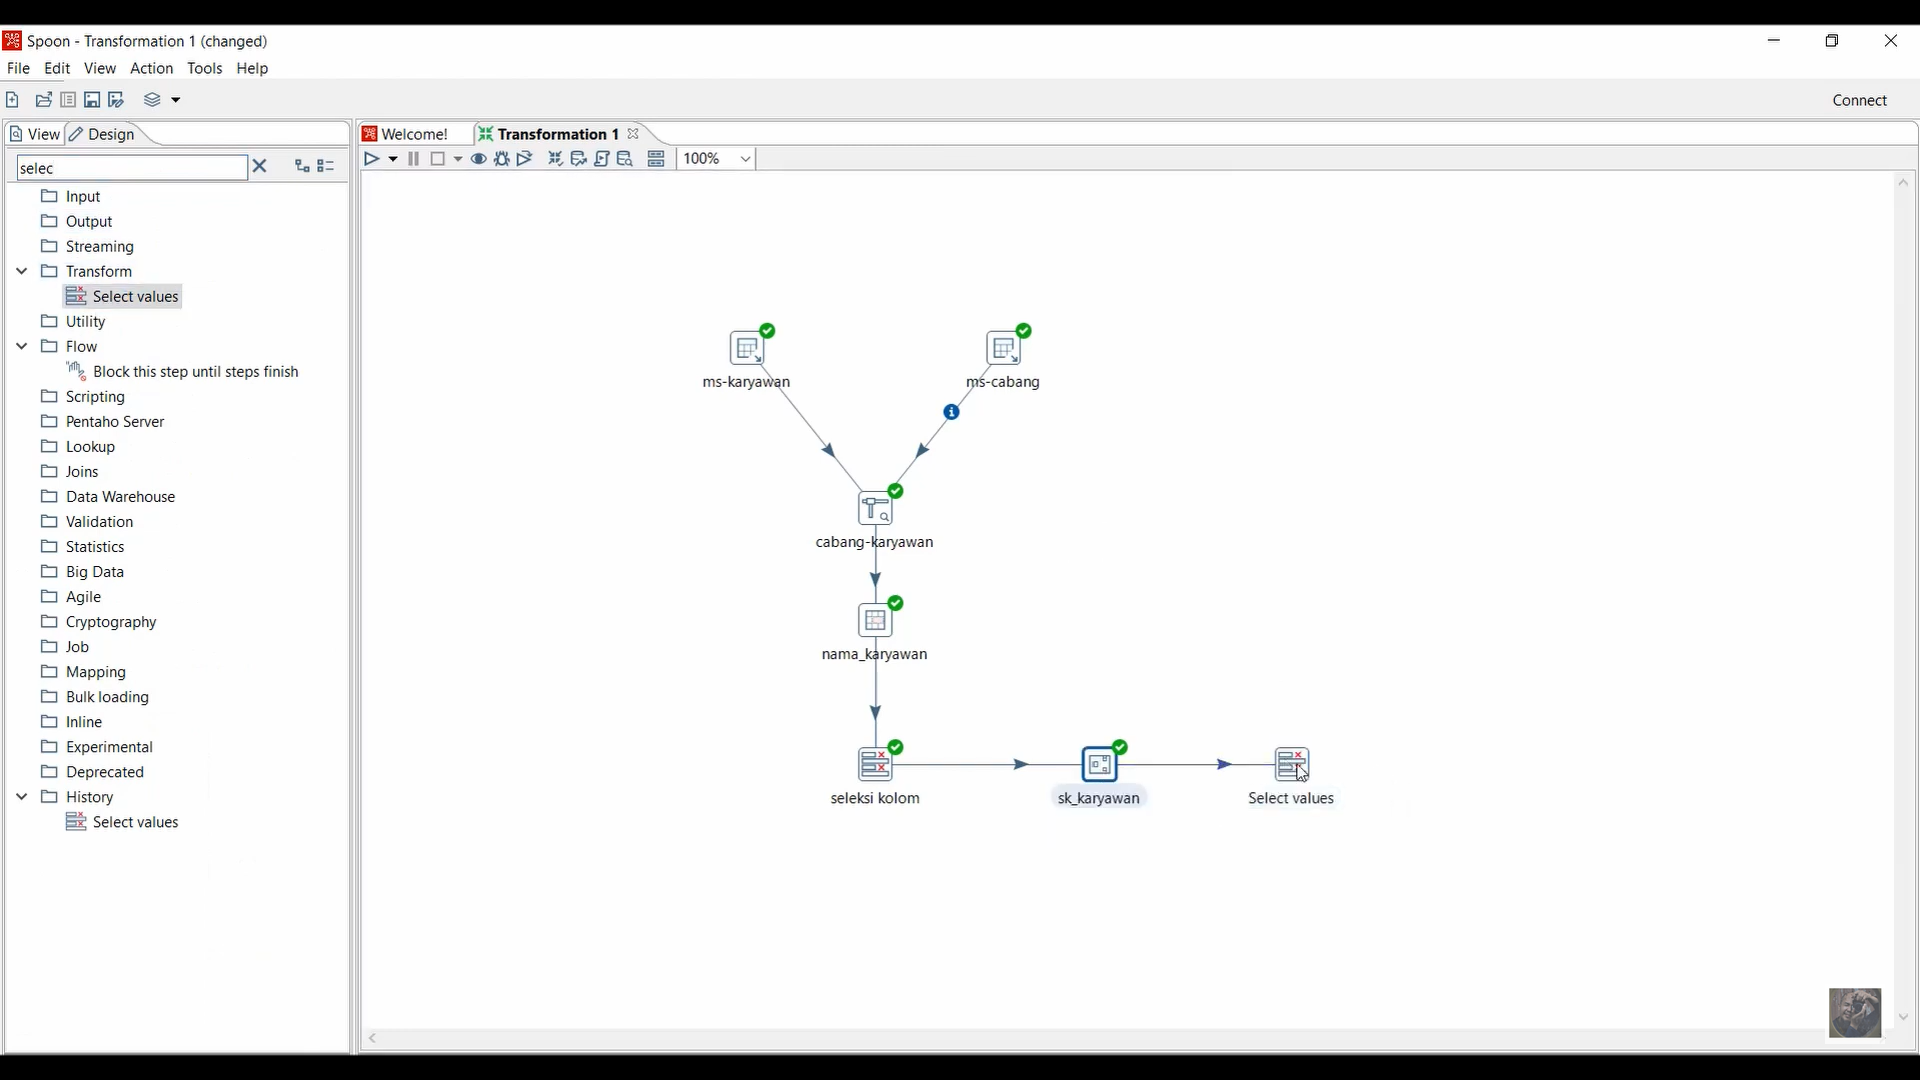 Spoon - Transformation 1 (changed)
File Edit View Action Tools Help
Connect
View Design
Welcome! Transformation 1
selec
100%
Input
Output
Streaming
Transform
Select values
Utility
Flow
Block this step until steps finish
Scripting
Pentaho Server
Lookup
Joins
Data Warehouse
Validation
Statistics
Big Data
Agile
Cryptography
Job
Mapping
Bulk loading
Inline
Experimental
Deprecated
History
Select values
ms-karyawan
ms-cabang
cabang-karyawan
nama_karyawan
seleksi kolom
sk_karyawan
Select values